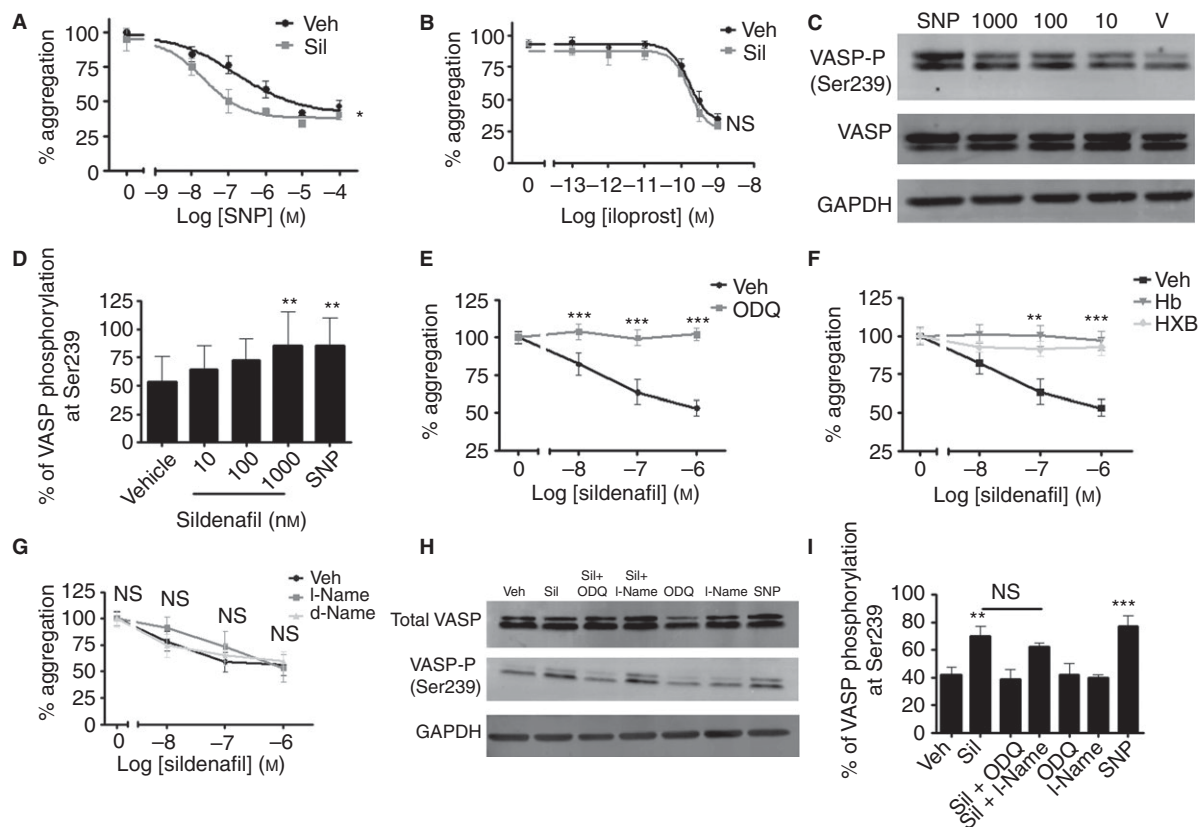 A
Veh
Sil
% aggregation
125
100
75
50
25
0
*
0 −9 −8 −7 −6 −5 −4
Log [SNP] (M)
B
Veh
Sil
% aggregation
125
100
75
50
25
0
NS
0 −13 −12 −11 −10 −9 −8
Log [iloprost] (M)
C
SNP 1000 100 10 V
VASP-P
(Ser239)
VASP
GAPDH
D
% of VASP phosphorylation
at Ser239
125
100
75
50
25
0
** **
Vehicle 10 100 1000 SNP
Sildenafil (nM)
E
Veh
ODQ
% aggregation
125
100
75
50
25
*** *** ***
0 −8 −7 −6
Log [sildenafil] (M)
F
Veh
Hb
HXB
% aggregation
125
100
75
50
25
** ***
0 −8 −7 −6
Log [sildenafil] (M)
G
Veh
l-Name
d-Name
% aggregation
125
100
75
50
25
0
NS NS NS NS
0 −8 −7 −6
Log [sildenafil] (M)
H
Veh Sil Sil+ ODQ Sil+ l-Name ODQ l-Name SNP
Total VASP
VASP-P
(Ser239)
GAPDH
I
% of VASP phosphorylation
at Ser239
100
80
60
40
20
0
** NS ***
Veh Sil Sil + ODQ Sil + l-Name ODQ l-Name SNP